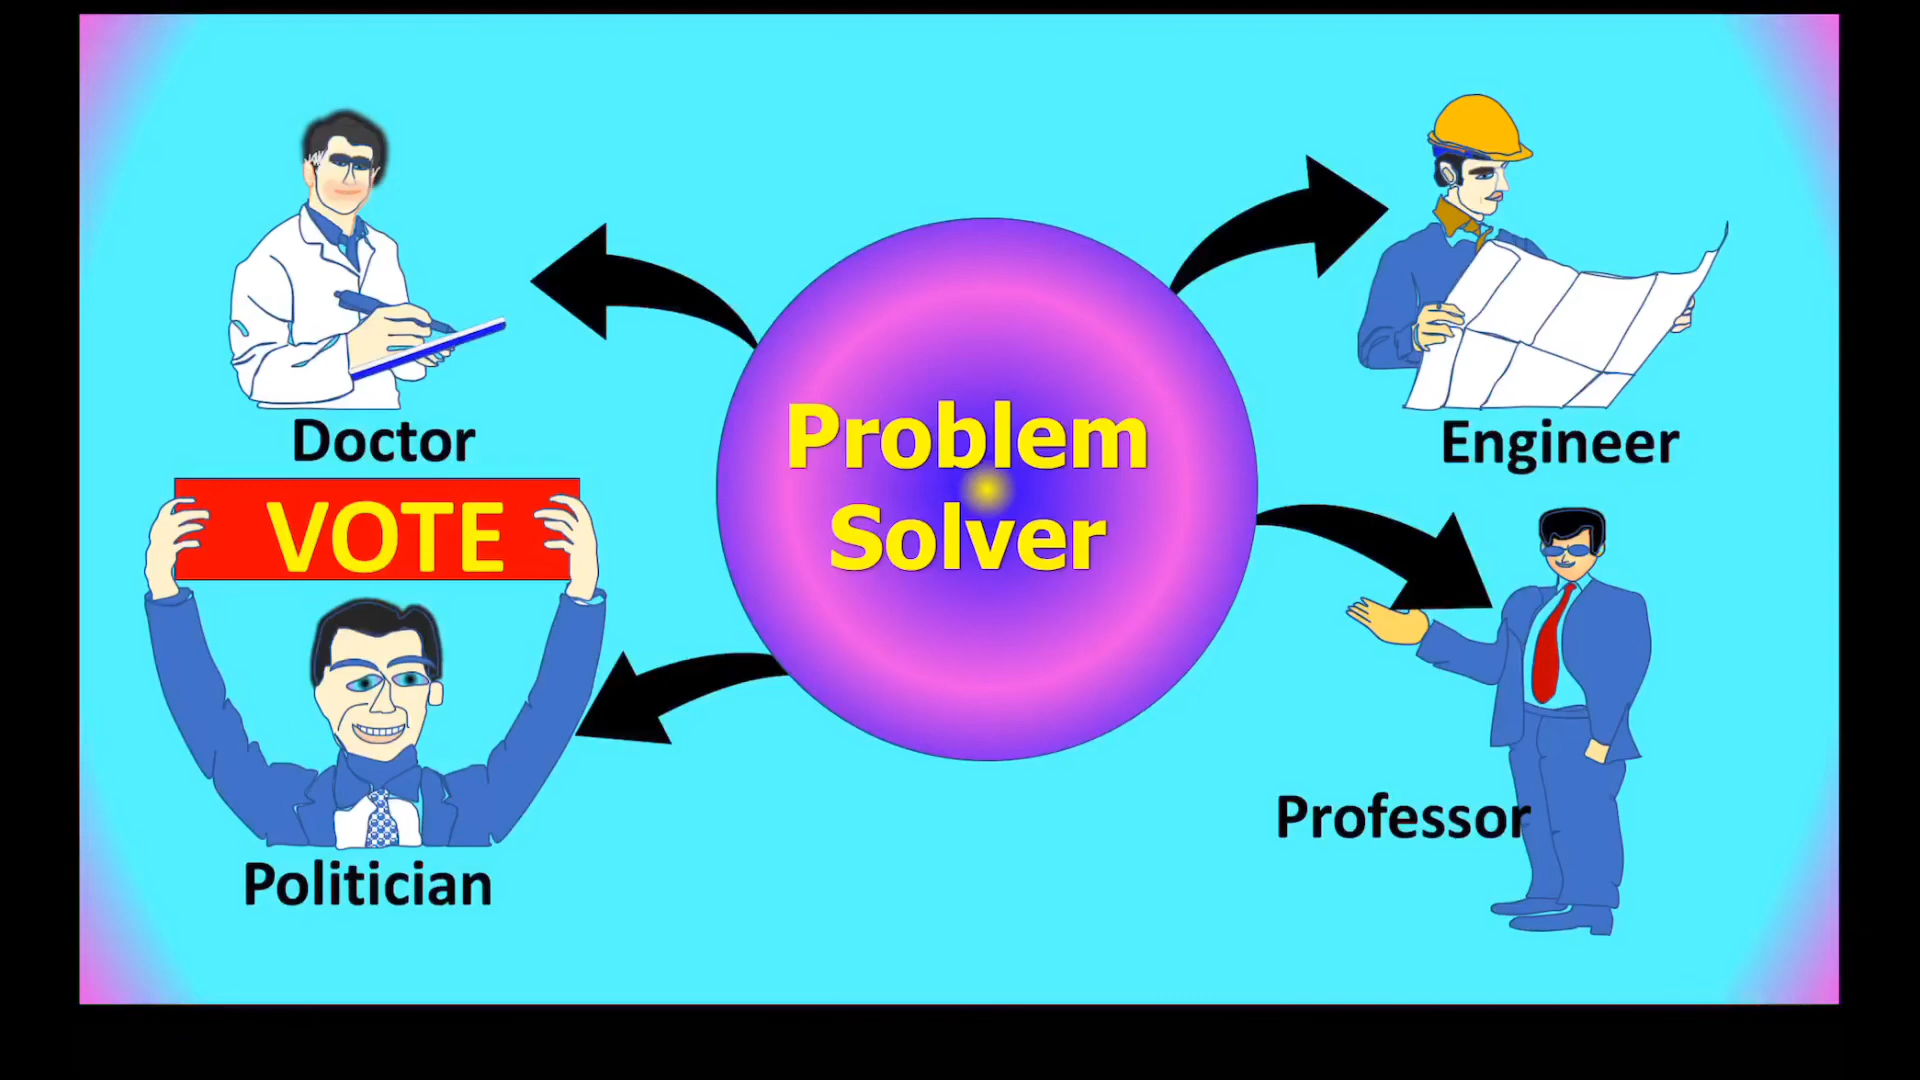 Doctor
Engineer
VOTE
Problem
Solver
Professor
Politician